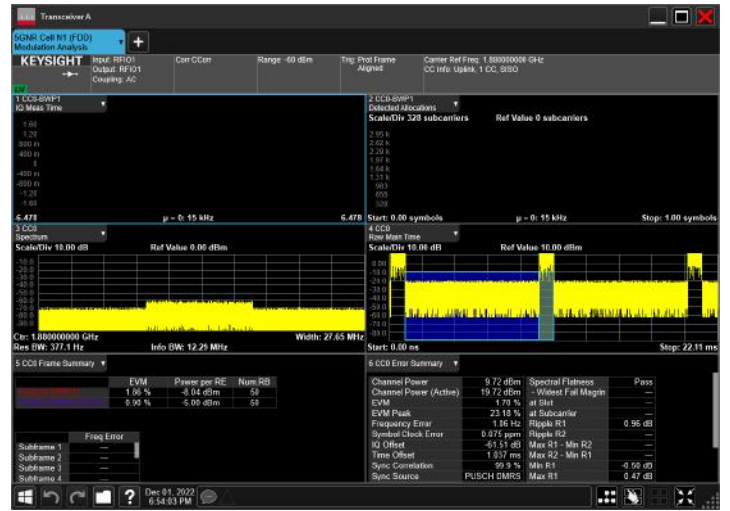 Transceiver A
5GNR Cell N1 (FDD)
Modulation Analysis
KEYSIGHT
Input: RFIO1
Output: RFIO1
Coupling: AC
Corr CCorr
Range: -60 dBm
Trig: Prot Frame
Aligned
Carrier Ref Freq: 1.880000000 GHz
CC Info: Uplink, 1 CC, SISO
1 CC0-BWP1
IQ Meas Time
1.60
1.20
800 m
400 m
0
-400 m
-800 m
-1.20
-1.60
-6.478
μ = 0: 15 kHz
6.478
2 CC0-BWP1
Detected Allocations
Scale/Div 328 subcarriers
Ref Value 0 subcarriers
2.95 k
2.62 k
2.29 k
1.97 k
1.64 k
1.31 k
983
655
328
Start: 0.00 symbols
μ = 0: 15 kHz
Stop: 1.00 symbols
3 CC0
Spectrum
Scale/Div 10.00 dB
Ref Value 0.00 dBm
-10.0
-20.0
-30.0
-40.0
-50.0
-60.0
-70.0
-80.0
-90.0
Ctr: 1.880000000 GHz
Width: 27.65 MHz
Res BW: 377.1 Hz
Info BW: 12.29 MHz
4 CC0
Raw Main Time
Scale/Div 10.00 dB
Ref Value 10.00 dBm
0.00
-10.0
-20.0
-30.0
-40.0
-50.0
-60.0
-70.0
-80.0
Start: 0.00 ns
Stop: 22.11 ms
5 CC0 Frame Summary
EVM Power per RE Num.RB
1.86 % -8.04 dBm 50
0.90 % -5.00 dBm 50
Freq Error
Subframe 1 —
Subframe 2 —
Subframe 3 —
Subframe 4 —
6 CC0 Error Summary
Channel Power 9.72 dBm Spectral Flatness Pass
Channel Power (Active) 19.72 dBm - Widest Fail Magrin —
EVM 1.70 % at Slot —
EVM Peak 23.18 % at Subcarrier —
Frequency Error 1.06 Hz Ripple R1 0.96 dB
Symbol Clock Error 0.075 ppm Ripple R2 —
IQ Offset -61.51 dB Max R1 - Min R2 —
Time Offset 1.037 ms Max R2 - Min R1 —
Sync Correlation 99.9 % Min R1 -0.50 dB
Sync Source PUSCH DMRS Max R1 0.47 dB
Dec 01, 2022
6:54:03 PM